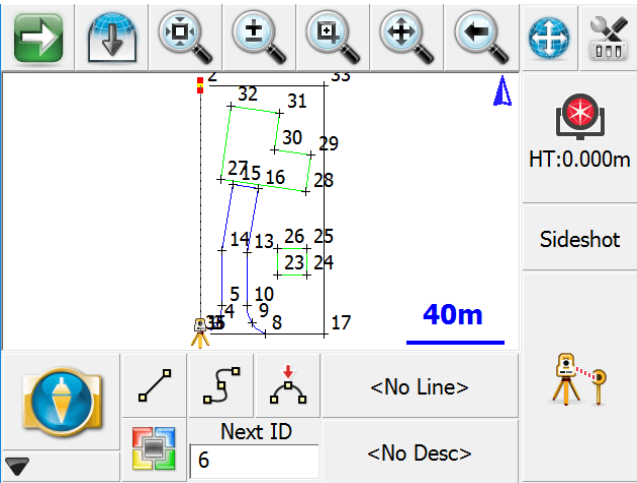 2 33
32 31
30 29
27 15 16 28
14 13 26 25
23 24
5 10
4 9
8 17
40m
HT:0.000m
Sideshot
<No Line>
Next ID
6
<No Desc>